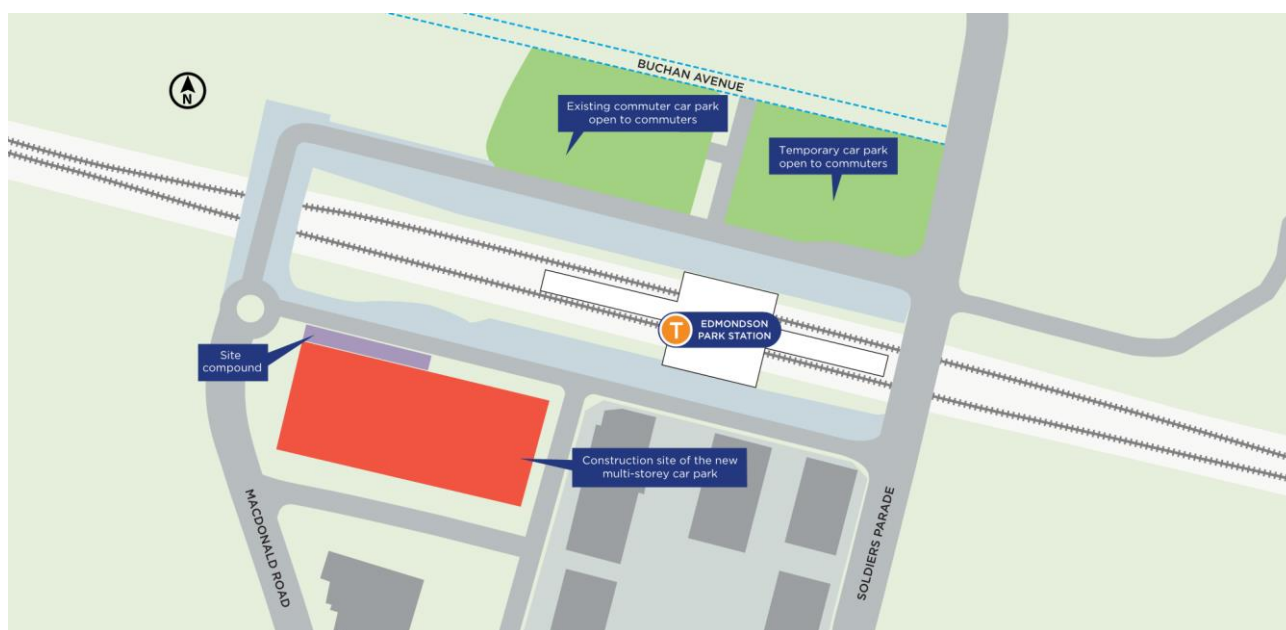 BUCHAN AVENUE
N
Existing commuter car park
open to commuters
Temporary car park
open to commuters
T
EDMONDSON
PARK STATION
Site
compound
Construction site of the new
multi-storey car park
MACDONALD ROAD
SOLDIERS PARADE